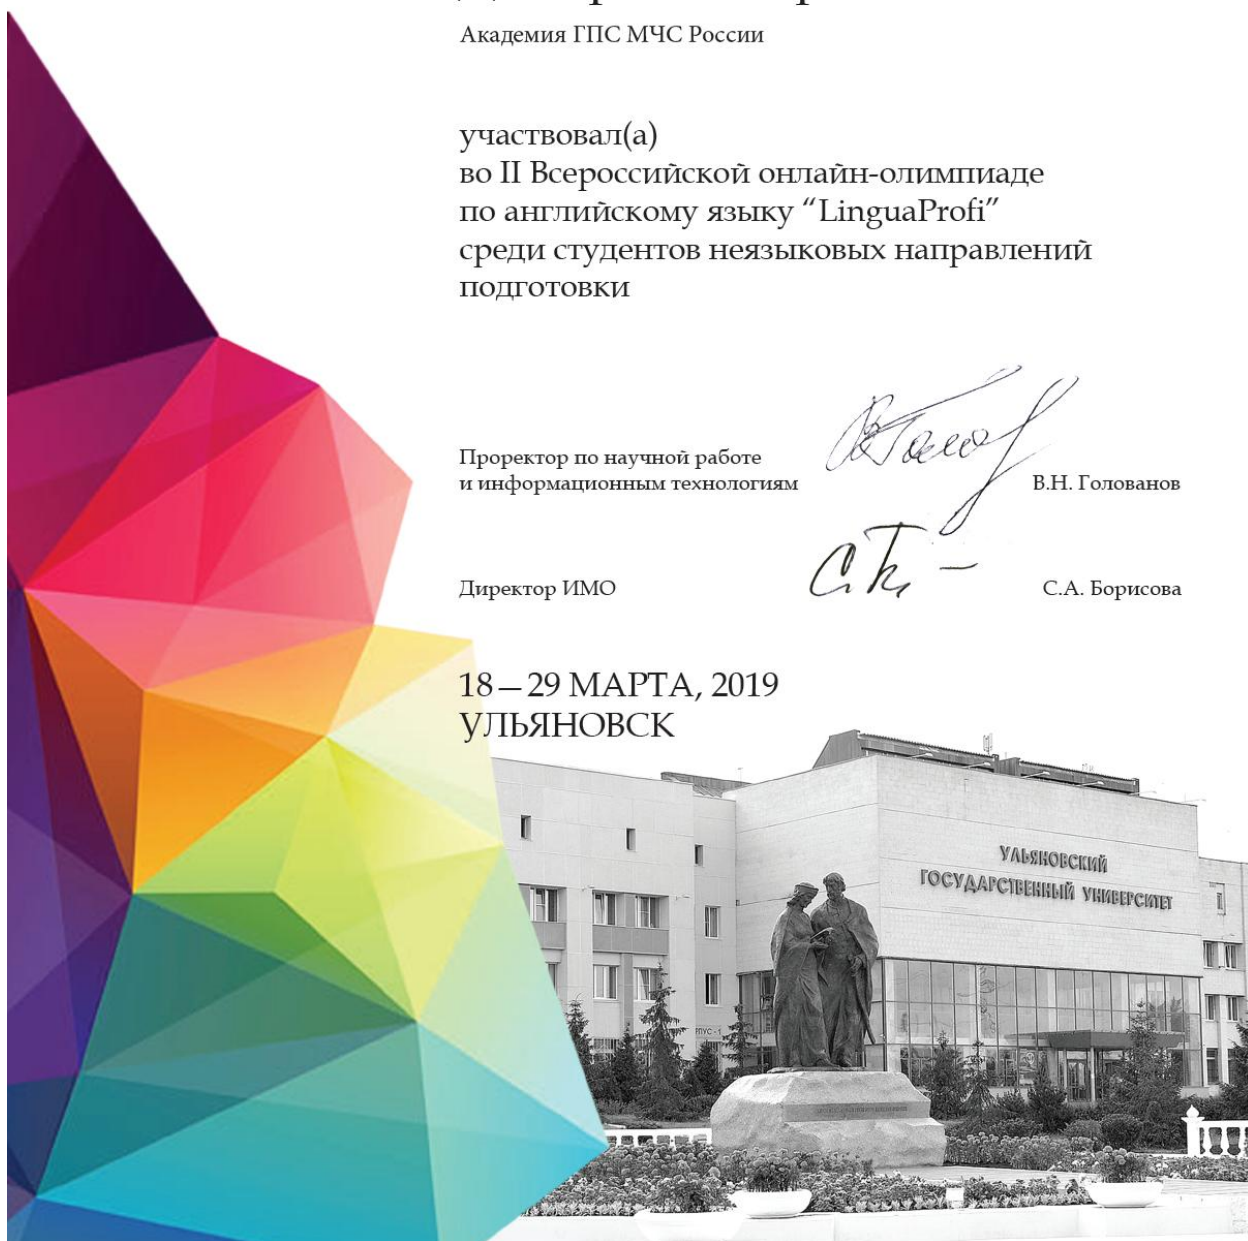 Академия ГПС МЧС России
участвовал(а)
во II Всероссийской онлайн-олимпиаде
по английскому языку “LinguaProfi”
среди студентов неязыковых направлений
подготовки
Проректор по научной работе
и информационным технологиям
В.Н. Голованов
Директор ИМО
С.А. Борисова
18 – 29 МАРТА, 2019
УЛЬЯНОВСК
УЛЬЯНОВСКИЙ
ГОСУДАРСТВЕННЫЙ УНИВЕРСИТЕТ